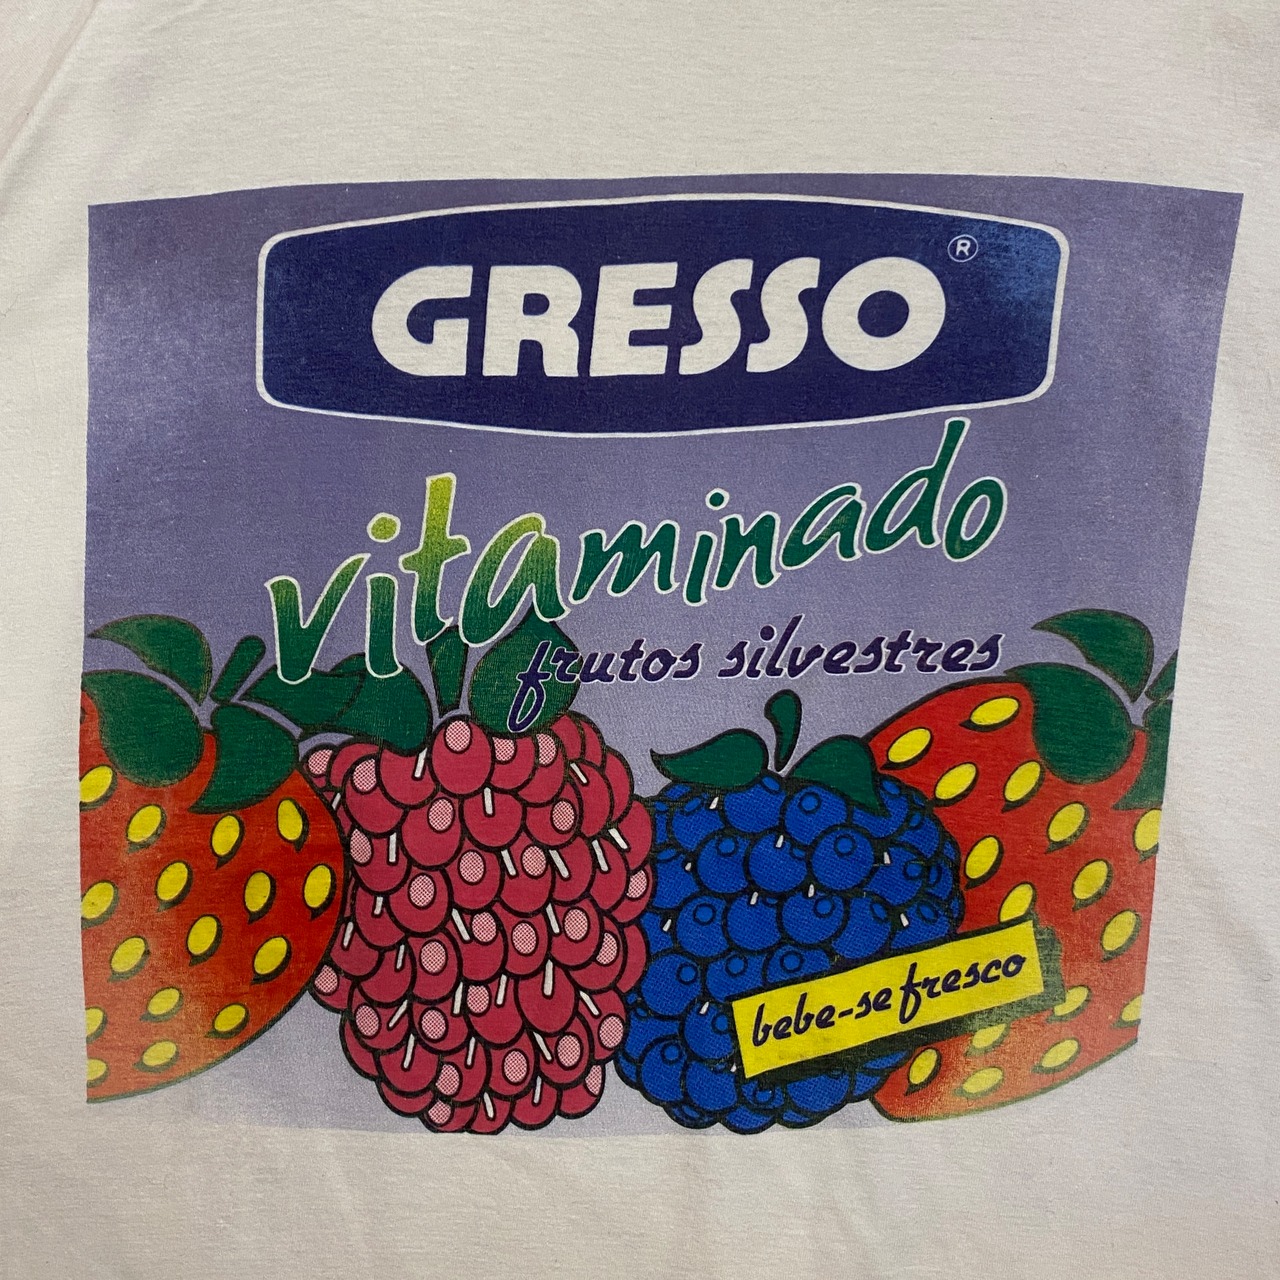 GRESSO®
vitaminado
frutos silvestres
bebe-se fresco